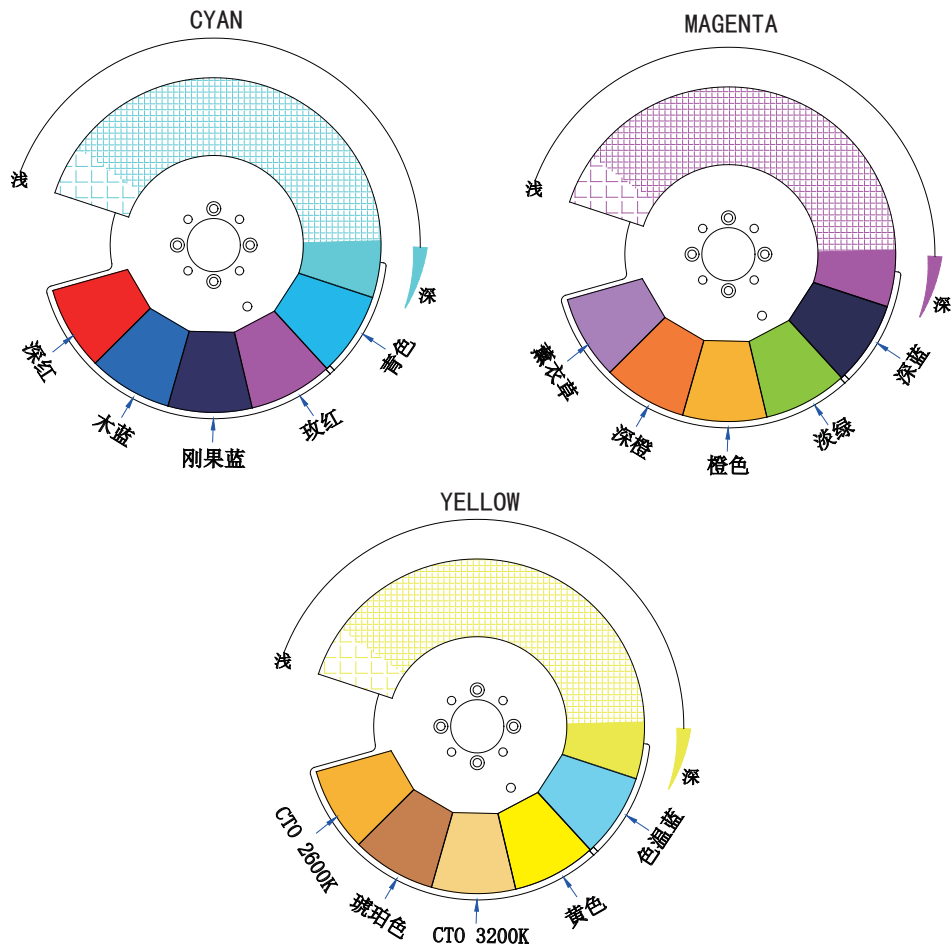 CYAN
浅
深
深红
木蓝
刚果蓝
玫红
青色
MAGENTA
浅
深
薰衣草
深橙
橙色
淡绿
深蓝
YELLOW
浅
深
CTO 2600K
琥珀色
CTO 3200K
黄色
色温蓝